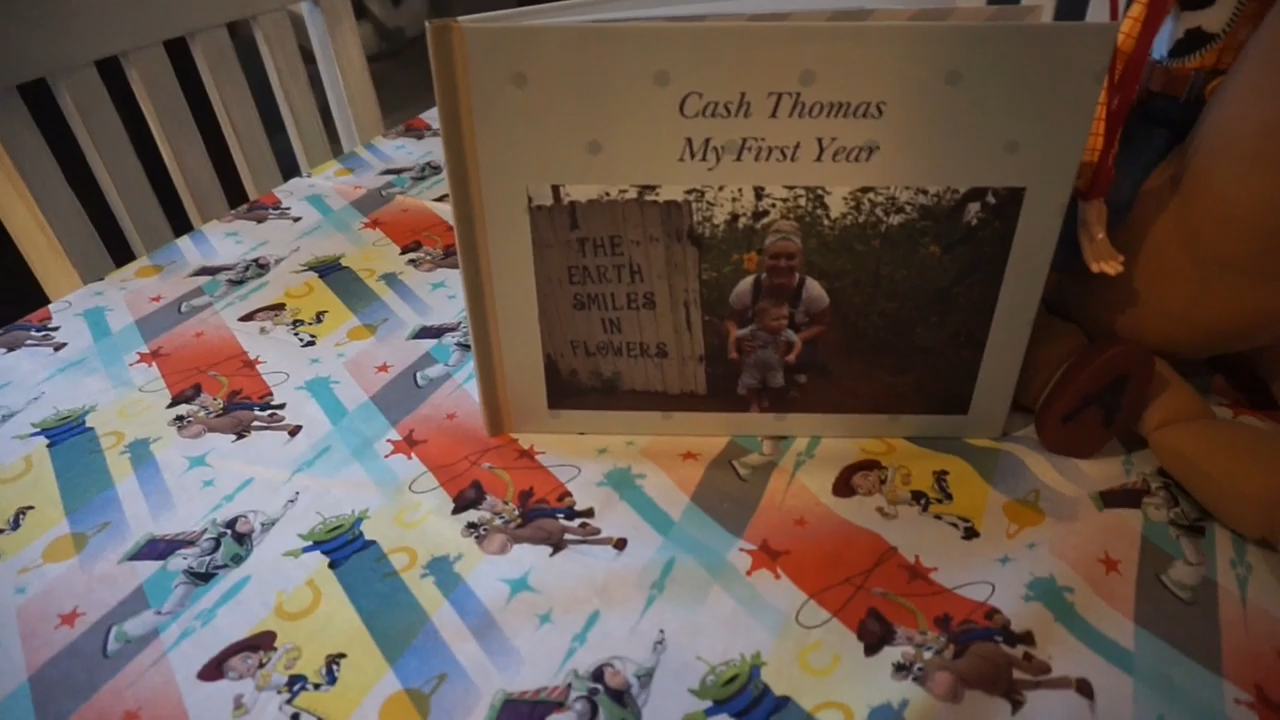 Cash Thomas
My First Year
THE
EARTH
SMILES
IN
FLOWERS